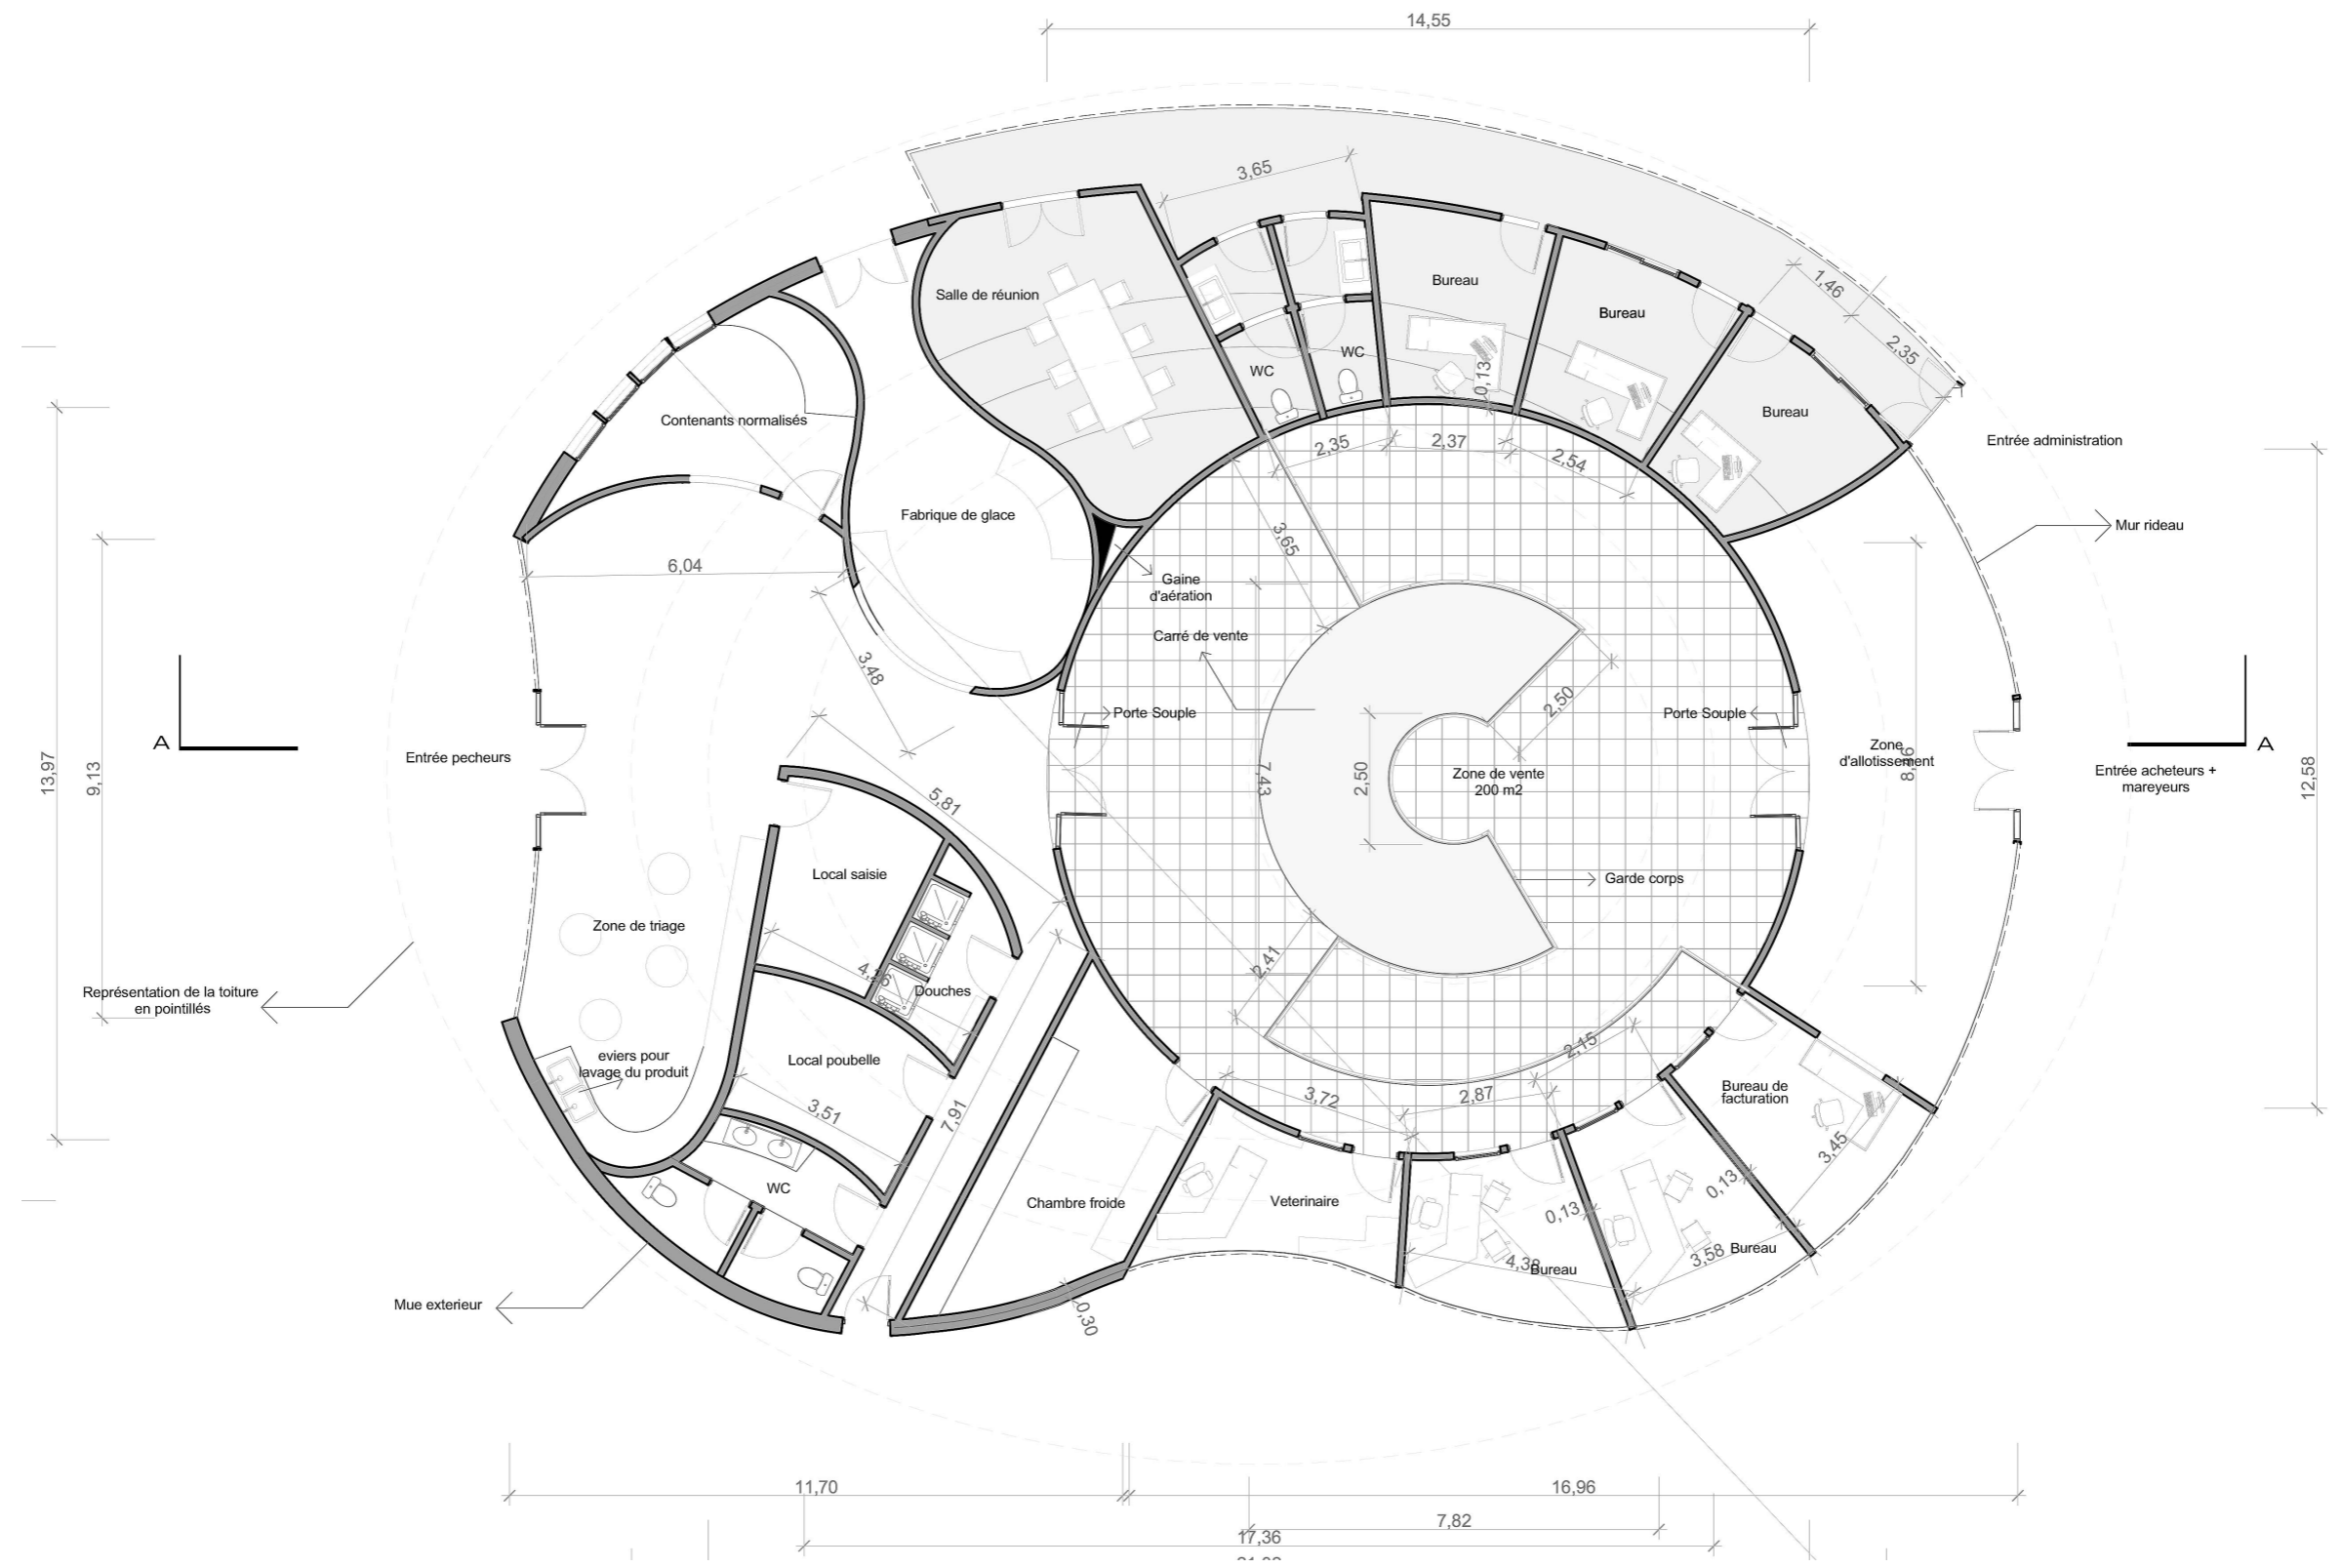 14,55
3,65
Salle de réunion
Bureau
Bureau
1,46
2,35
WC
WC
0,13
Bureau
Contenants normalisés
Entrée administration
2,35
2,37
2,54
Fabrique de glace
3,65
Mur rideau
6,04
Gaine
d'aération
Carré de vente
3,48
Porte Souple
2,50
Porte Souple
A
A
Entrée pecheurs
13,97
9,13
7,43
2,50
Zone de vente
200 m2
Zone
d'allotissement
Entrée acheteurs +
mareyeurs
12,58
5,81
Local saisie
Garde corps
Zone de triage
2,41
Douches
Représentation de la toiture
en pointillés
eviers pour
lavage du produit
Local poubelle
2,15
3,51
7,91
3,72
2,87
Bureau de
facturation
3,45
0,13
WC
Chambre froide
Veterinaire
0,13
3,58
Bureau
4,38
Bureau
Mue exterieur
0,30
11,70
16,96
7,82
17,36